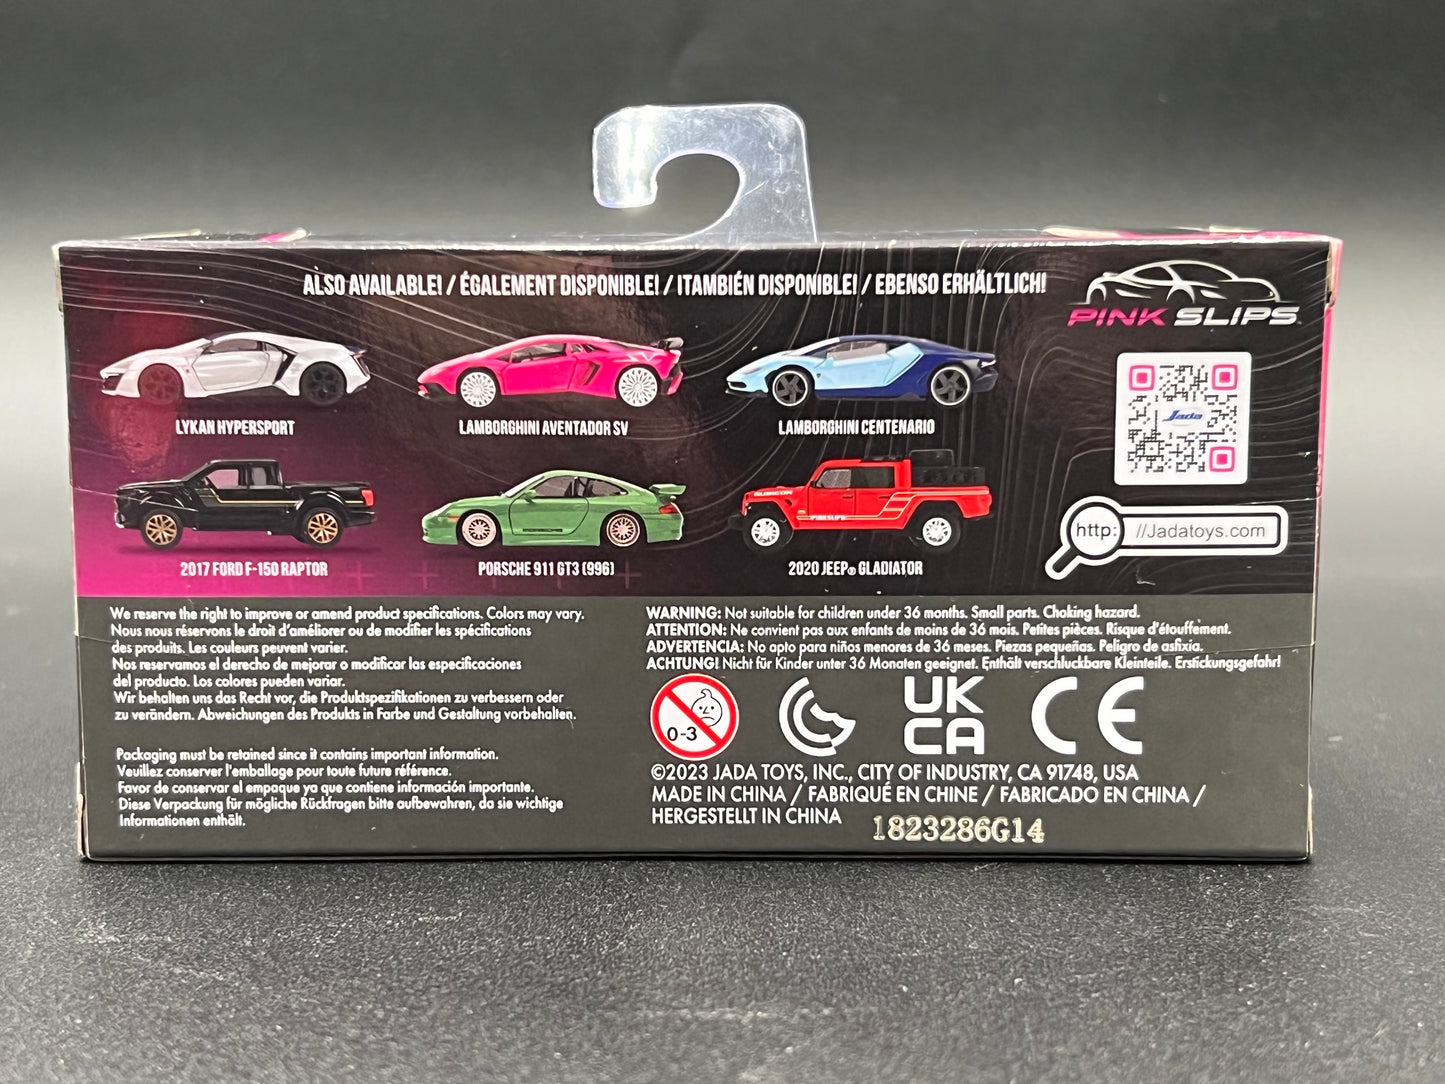 ALSO AVAILABLE! / ÉGALEMENT DISPONIBLE! / ITAMBIÉN DISPONIBLE! / EBENSO ERHÄLTLICH!
PINK SLIPS
LYKAN HYPERSPORT
LAMBORGHINI AVENTADOR SV
LAMBORGHINI CENTENARIO
Jada
2017 FORD F-150 RAPTOR
PORSCHE 911 GT3 (996)
2020 JEEP® GLADIATOR
http: //Jadatoys.com
We reserve the right to improve or amend product specifications. Colors may vary.
Nous nous réservons le droit d'améliorer ou de modifier les spécifications
des produits. Les couleurs peuvent varier.
Nos reservamos el derecho de mejorar o modificar las especificaciones
del producto. Los colores pueden variar.
Wir behalten uns das Recht vor, die Produktspezifikationen zu verbessern oder
zu verändern. Abweichungen des Produkts in Farbe und Gestaltung vorbehalten.
Packaging must be retained since it contains important information.
Veuillez conserver l'emballage pour toute future référence.
Favor de conservar el empaque ya que contiene información importante.
Diese Verpackung für mögliche Rückfragen bitte aufbewahren, da sie wichtige
Informationen enthält.
WARNING: Not suitable for children under 36 months. Small parts. Choking hazard.
ATTENTION: Ne convient pas aux enfants de moins de 36 mois. Petites pièces. Risque d'étouffement.
ADVERTENCIA: No apto para niños menores de 36 meses. Piezas pequeñas. Peligro de asfixia.
ACHTUNG! Nicht für Kinder unter 36 Monaten geeignet. Enthält verschluckbare Kleinteile. Erstickungsgefahr!
0-3
UK
CA
CE
©2023 JADA TOYS, INC., CITY OF INDUSTRY, CA 91748, USA
MADE IN CHINA / FABRIQUÉ EN CHINE / FABRICADO EN CHINA /
HERGESTELLT IN CHINA
1823286G14